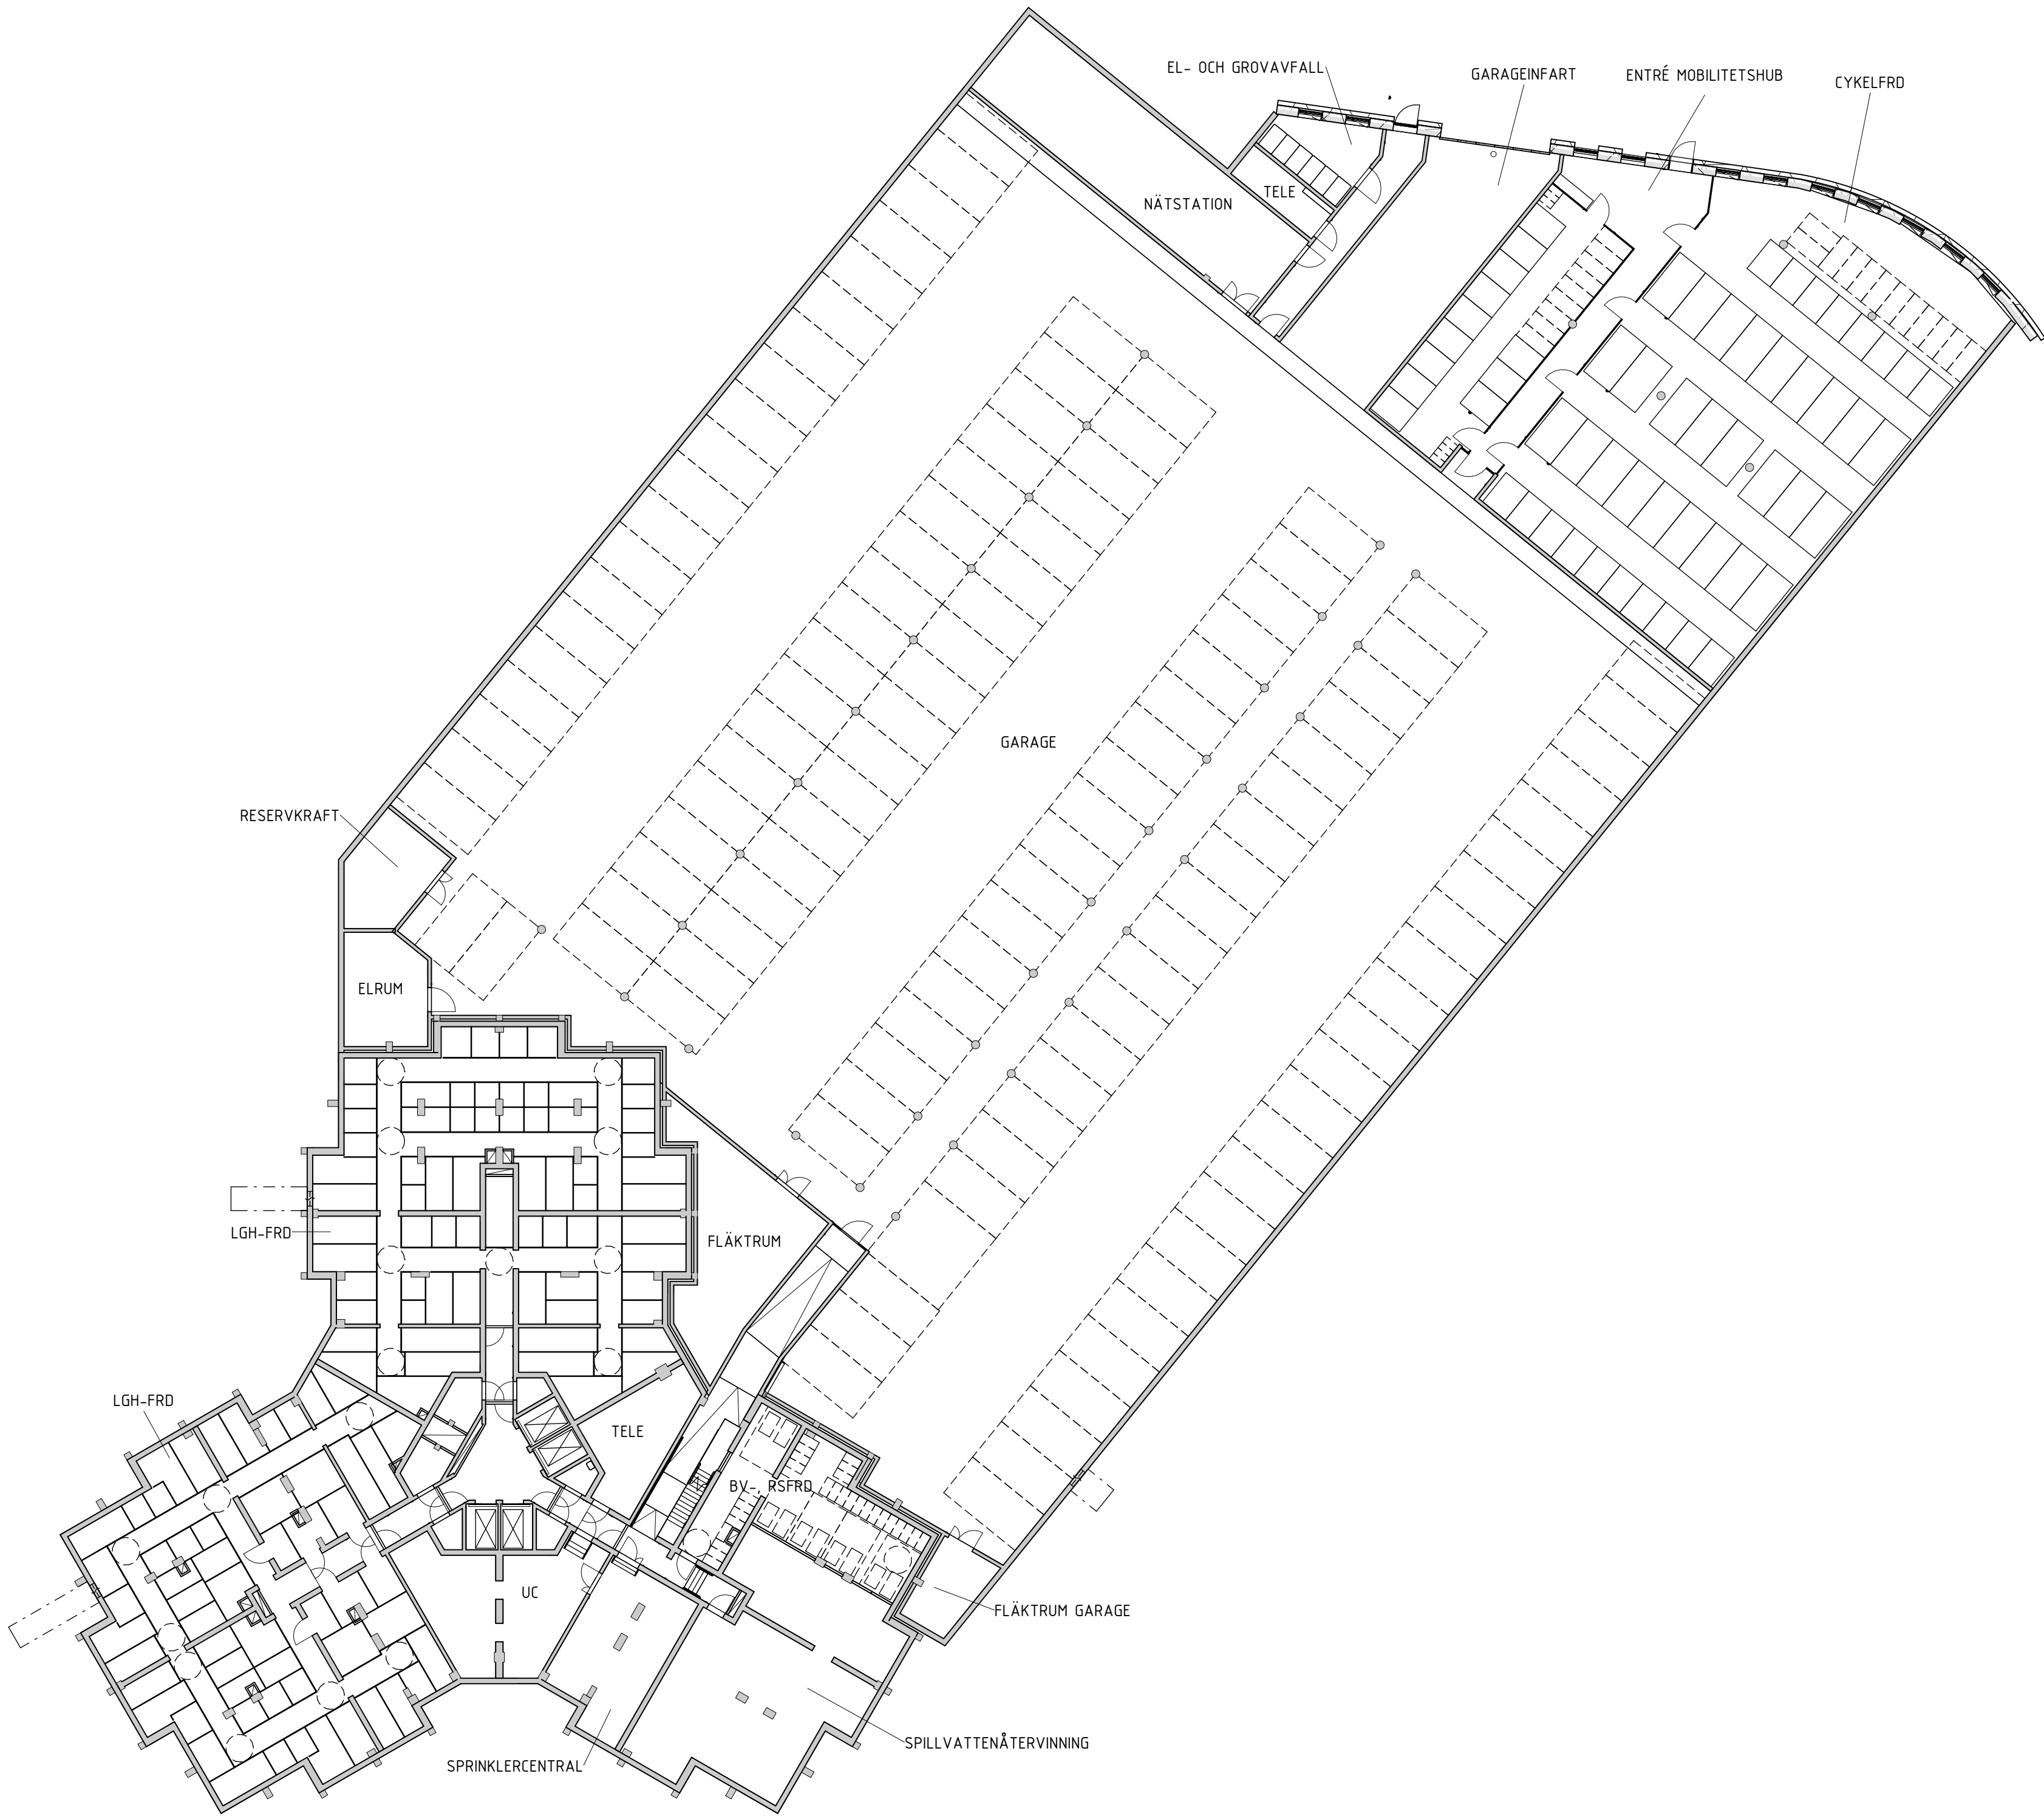 EL- OCH GROVAVFALL
GARAGEINFART
ENTRÉ MOBILITETSHUB
CYKELFRD
TELE
NÄTSTATION
GARAGE
RESERVKRAFT
ELRUM
LGH-FRD
FLÄKTRUM
LGH-FRD
TELE
BV-, RSFRD
UC
FLÄKTRUM GARAGE
SPILLVATTENÅTERVINNING
SPRINKLERCENTRAL